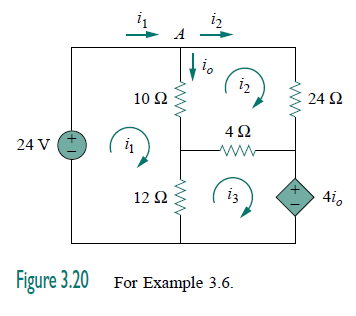 i₁ i₂
A
iₒ
10 Ω i₂ 24 Ω
4 Ω
24 V + − i₁
12 Ω i₃ − + 4iₒ
Figure 3.20 For Example 3.6.